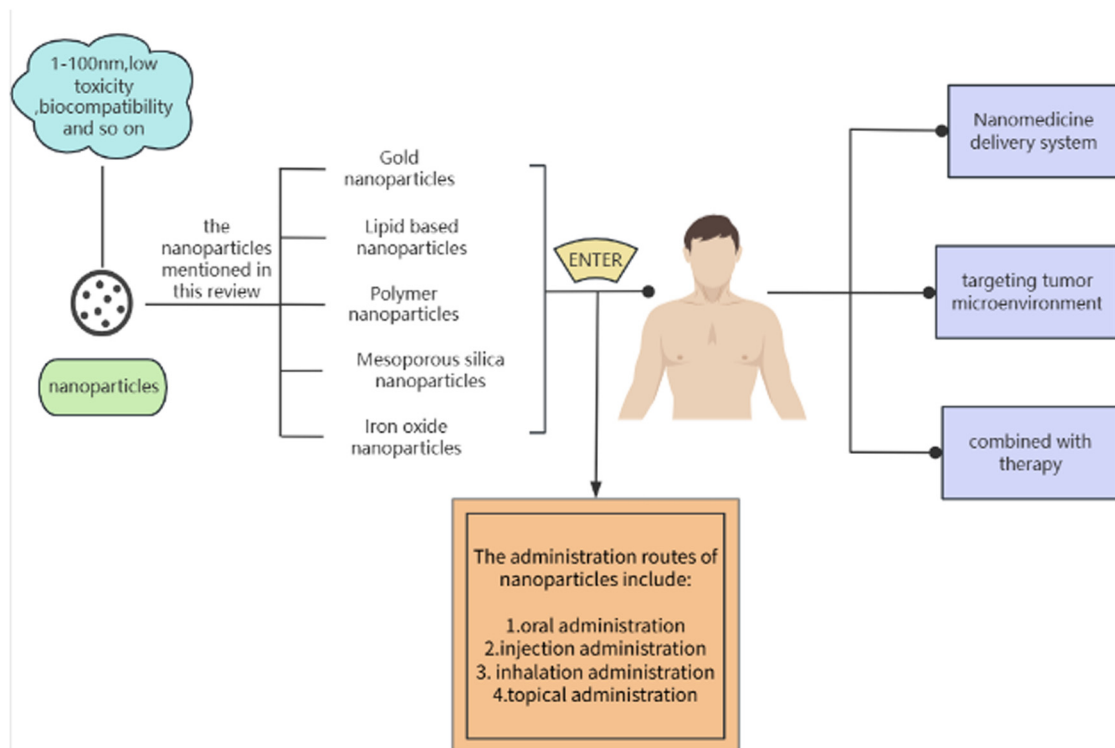 1-100nm,low
toxicity
,biocompatibility
and so on
nanoparticles
the
nanoparticles
mentioned in
this review
Gold
nanoparticles
Lipid based
nanoparticles
Polymer
nanoparticles
Mesoporous silica
nanoparticles
Iron oxide
nanoparticles
ENTER
The administration routes of
nanoparticles include:
1.oral administration
2.injection administration
3. inhalation administration
4.topical administration
Nanomedicine
delivery system
targeting tumor
microenvironment
combined with
therapy